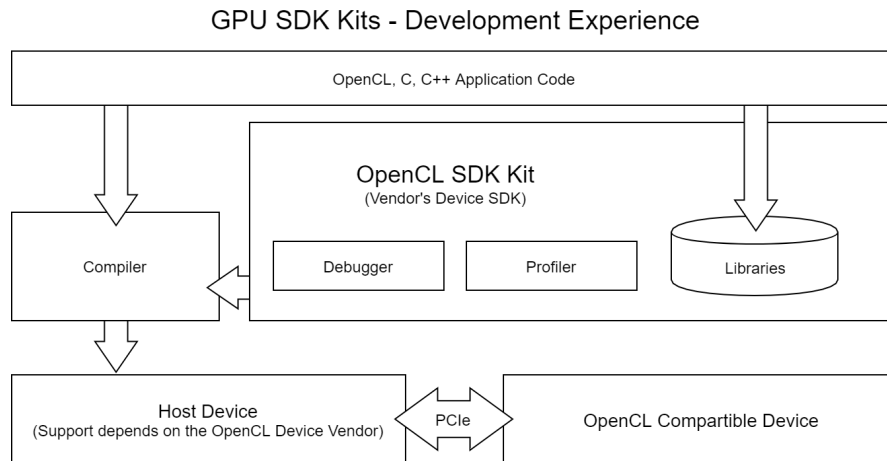 GPU SDK Kits - Development Experience
OpenCL, C, C++ Application Code
OpenCL SDK Kit
(Vendor's Device SDK)
Compiler
Debugger
Profiler
Libraries
Host Device
(Support depends on the OpenCL Device Vendor)
PCIe
OpenCL Compartible Device